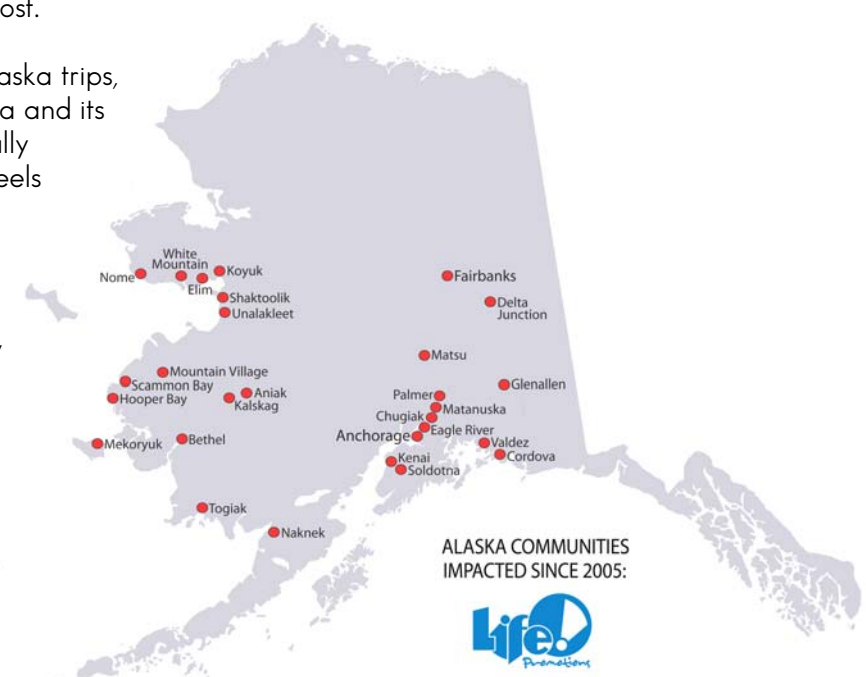 ost.
aska trips,
a and its
lly
eels
White
Mountain
Nome
Koyuk
Elim
Shaktoolik
Unalakleet
Fairbanks
Delta
Junction
Matsu
Mountain Village
Scammon Bay
Hooper Bay
Aniak
Kalskag
Glenallen
Palmer
Matanuska
Chugiak
Eagle River
Anchorage
Mekoryuk
Bethel
Valdez
Cordova
Kenai
Soldotna
Togiak
Naknek
ALASKA COMMUNITIES
IMPACTED SINCE 2005:
Life!
Promotions